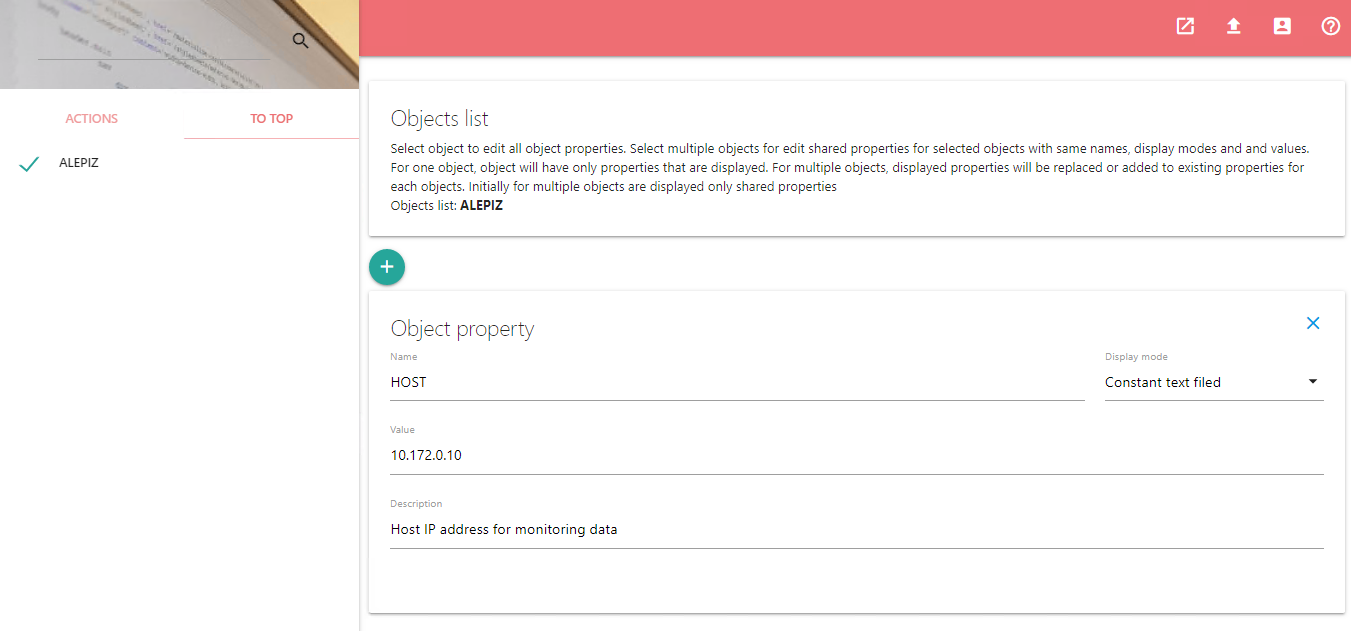 ACTIONS
TO TOP
ALEPIZ
Objects list
Select object to edit all object properties. Select multiple objects for edit shared properties for selected objects with same names, display modes and and values.
For one object, object will have only properties that are displayed. For multiple objects, displayed properties will be replaced or added to existing properties for
each objects. Initially for multiple objects are displayed only shared properties
Objects list: ALEPIZ
Object property
Name
Display mode
HOST
Constant text filed
Value
10.172.0.10
Description
Host IP address for monitoring data